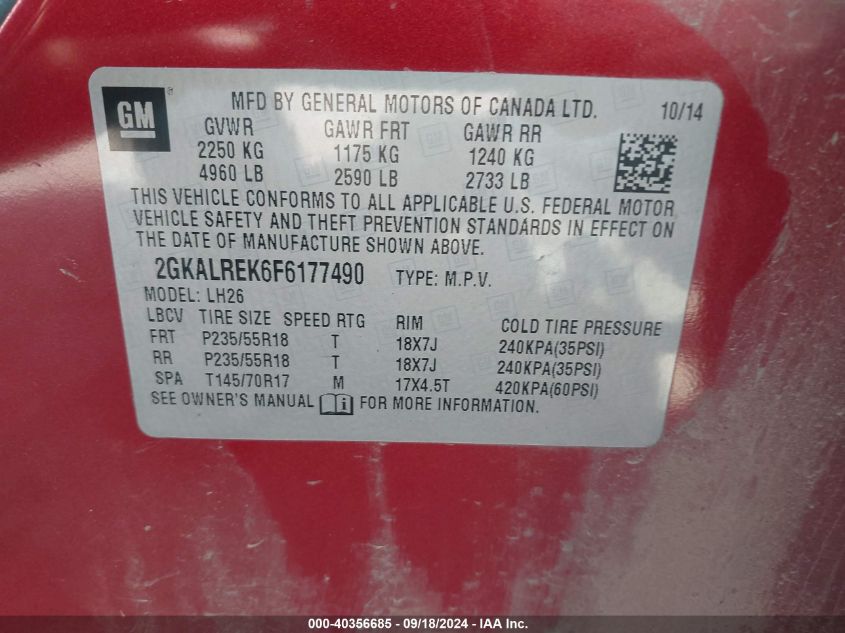 GM ® MFD BY GENERAL MOTORS OF CANADA LTD. 10/14
GVWR GAWR FRT GAWR RR
2250 KG 1175 KG 1240 KG
4960 LB 2590 LB 2733 LB
THIS VEHICLE CONFORMS TO ALL APPLICABLE U.S. FEDERAL MOTOR
VEHICLE SAFETY AND THEFT PREVENTION STANDARDS IN EFFECT ON
THE DATE OF MANUFACTURE SHOWN ABOVE.
2GKALREK6F6177490 TYPE: M.P.V.
MODEL: LH26
LBCV TIRE SIZE SPEED RTG RIM COLD TIRE PRESSURE
FRT P235/55R18 T 18X7J 240KPA(35PSI)
RR P235/55R18 T 18X7J 240KPA(35PSI)
SPA T145/70R17 M 17X4.5T 420KPA(60PSI)
SEE OWNER'S MANUAL i FOR MORE INFORMATION.
000-40356685 - 09/18/2024 - IAA, Inc.